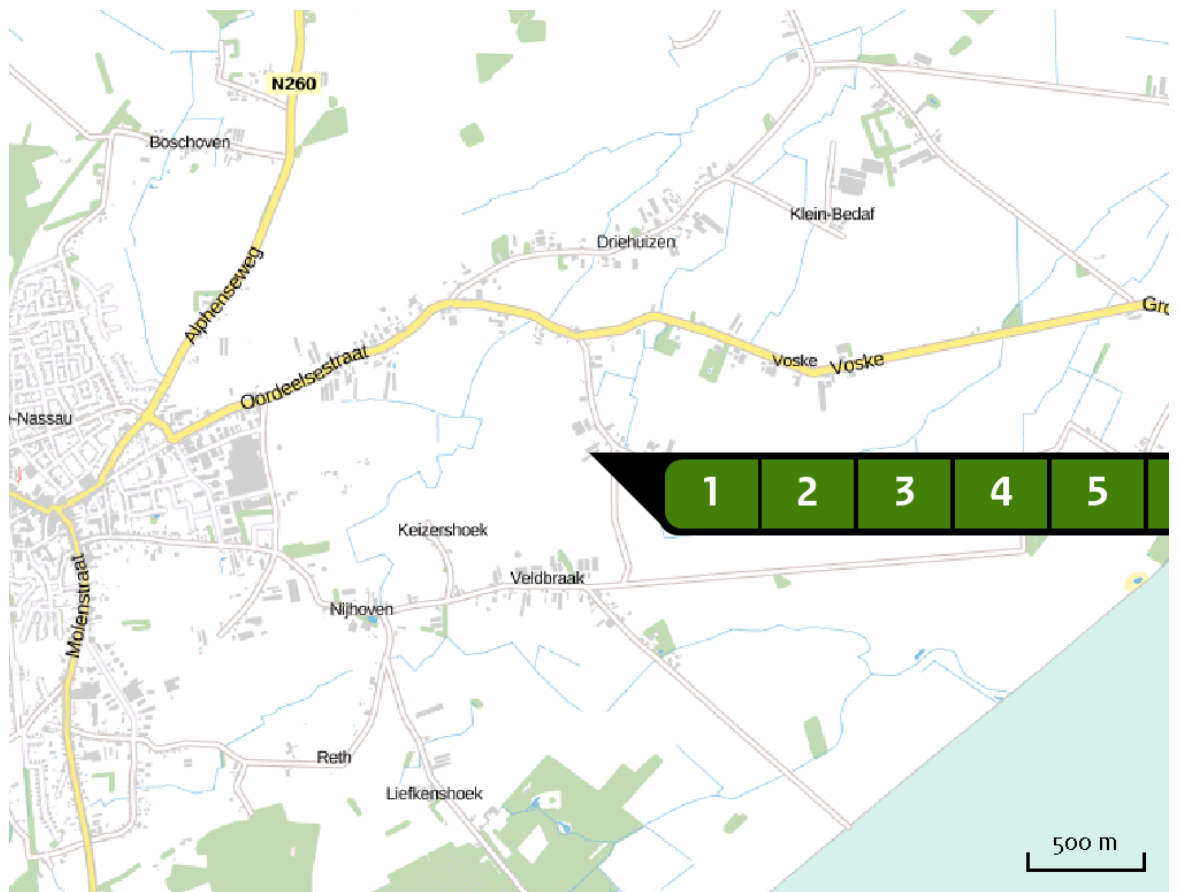 N260
Boschoven
Klein-Bedaf
Driehuizen
Alphenseweg
Gro
Voske
Voske
Oordeelsestraat
-Nassau
1 2 3 4 5
Keizershoek
Veldbraak
Nijhoven
Molenstraat
Reth
Liefkenshoek
500 m